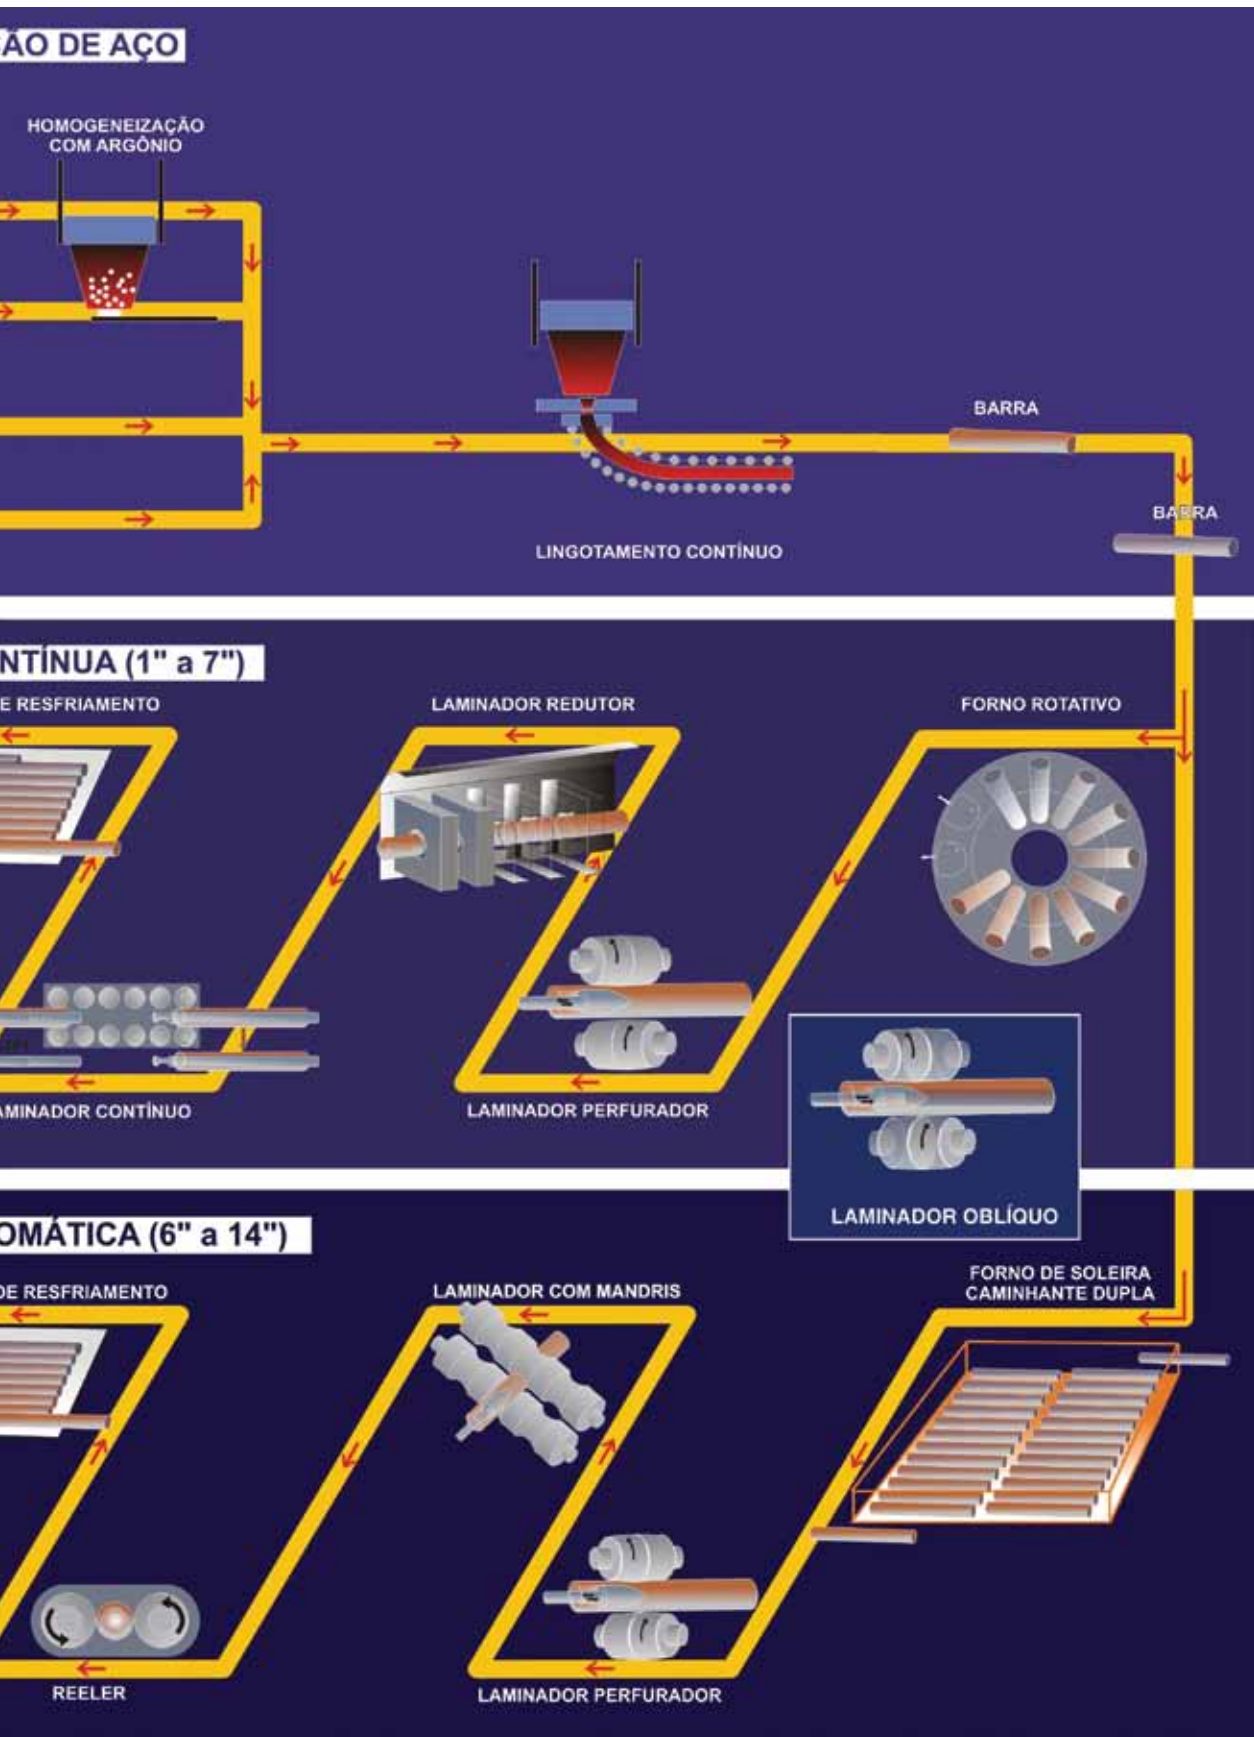 ÃO DE AÇO
HOMOGENEIZAÇÃO
COM ARGÔNIO
BARRA
BARRA
LINGOTAMENTO CONTÍNUO
NTÍNUA (1" a 7")
E RESFRIAMENTO
LAMINADOR REDUTOR
FORNO ROTATIVO
AMINADOR CONTÍNUO
LAMINADOR PERFURADOR
LAMINADOR OBLÍQUO
OMÁTICA (6" a 14")
DE RESFRIAMENTO
LAMINADOR COM MANDRIS
FORNO DE SOLEIRA
CAMINHANTE DUPLA
REELER
LAMINADOR PERFURADOR